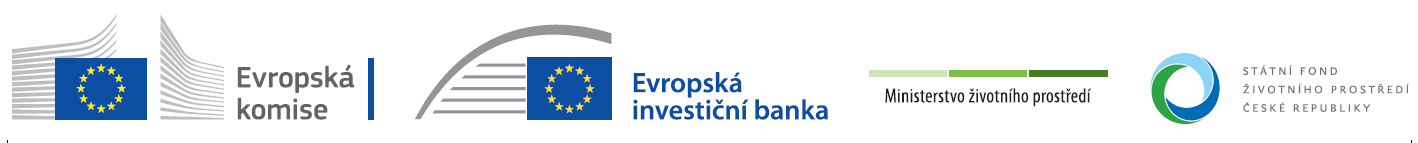 Evropská
komise
Evropská
investiční banka
Ministerstvo životního prostředí
STÁTNÍ FOND
ŽIVOTNÍHO PROSTŘEDÍ
ČESKÉ REPUBLIKY